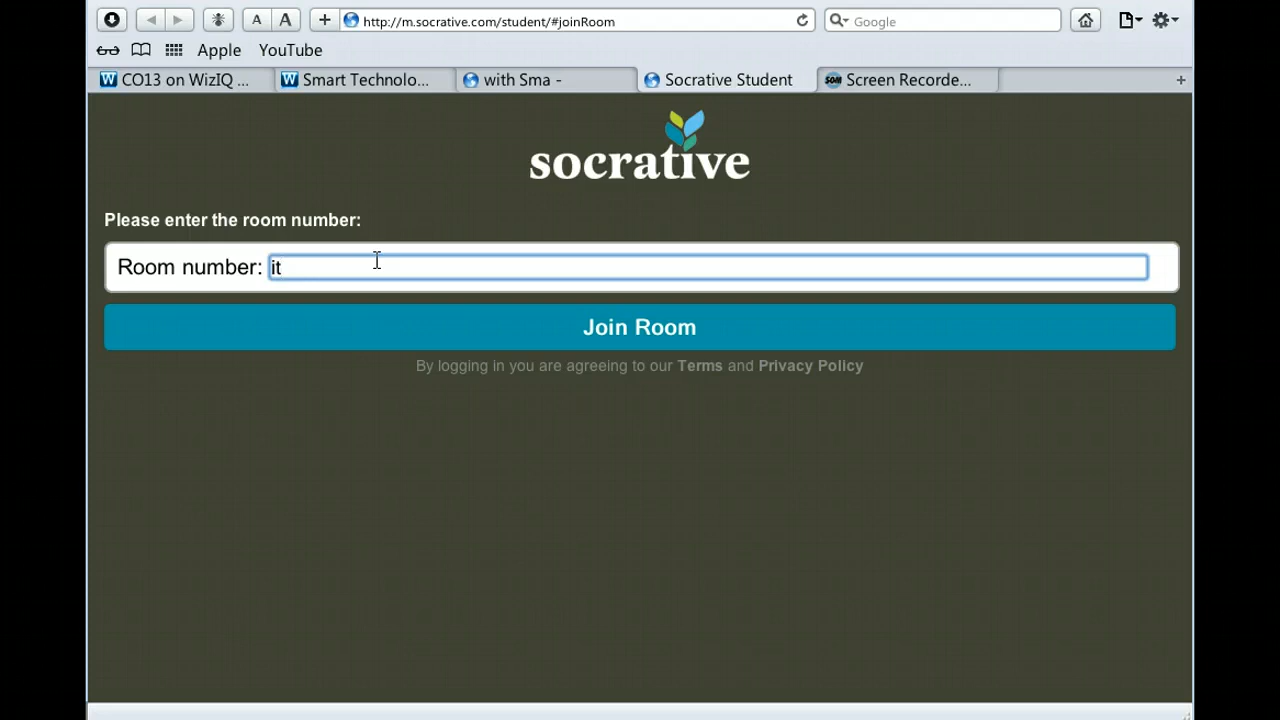 A A + http://m.socrative.com/student/#joinRoom Google
Apple YouTube
CO13 on WizIQ ... Smart Technolo... with Sma - Socrative Student Screen Recorde... +
socrative
Please enter the room number:
Room number: it
Join Room
By logging in you are agreeing to our Terms and Privacy Policy